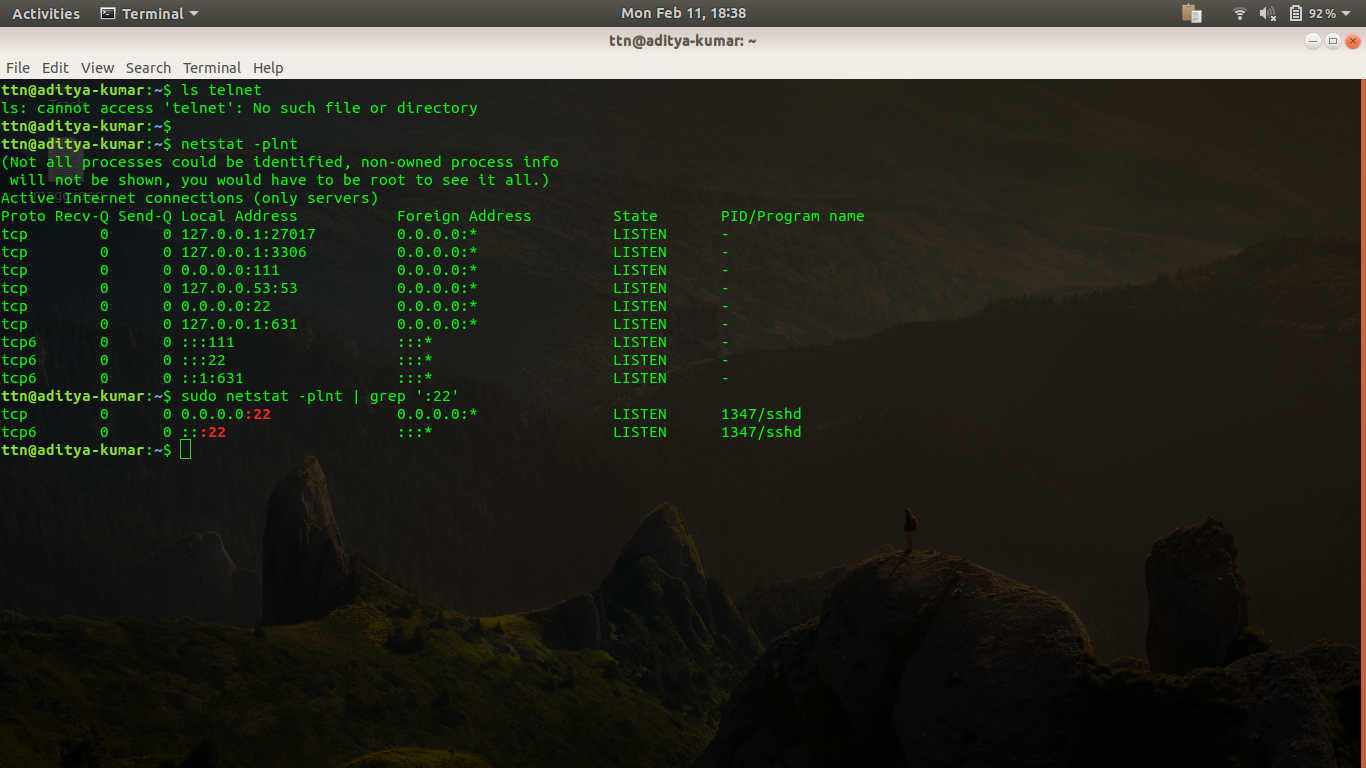 Activities Terminal Mon Feb 11, 18:38 92%
ttn@aditya-kumar: ~
File Edit View Search Terminal Help
ttn@aditya-kumar:~$ ls telnet
ls: cannot access 'telnet': No such file or directory
ttn@aditya-kumar:~$
ttn@aditya-kumar:~$ netstat -plnt
(Not all processes could be identified, non-owned process info
 will not be shown, you would have to be root to see it all.)
Active Internet connections (only servers)
Proto Recv-Q Send-Q Local Address           Foreign Address         State       PID/Program name
tcp        0      0 127.0.0.1:27017         0.0.0.0:*               LISTEN      -
tcp        0      0 127.0.0.1:3306          0.0.0.0:*               LISTEN      -
tcp        0      0 0.0.0.0:111             0.0.0.0:*               LISTEN      -
tcp        0      0 127.0.0.53:53           0.0.0.0:*               LISTEN      -
tcp        0      0 0.0.0.0:22              0.0.0.0:*               LISTEN      -
tcp        0      0 127.0.0.1:631           0.0.0.0:*               LISTEN      -
tcp6       0      0 :::111                  :::*                    LISTEN      -
tcp6       0      0 :::22                   :::*                    LISTEN      -
tcp6       0      0 ::1:631                 :::*                    LISTEN      -
ttn@aditya-kumar:~$ sudo netstat -plnt | grep ':22'
tcp        0      0 0.0.0.0:22              0.0.0.0:*               LISTEN      1347/sshd
tcp6       0      0 :::22                   :::*                    LISTEN      1347/sshd
ttn@aditya-kumar:~$